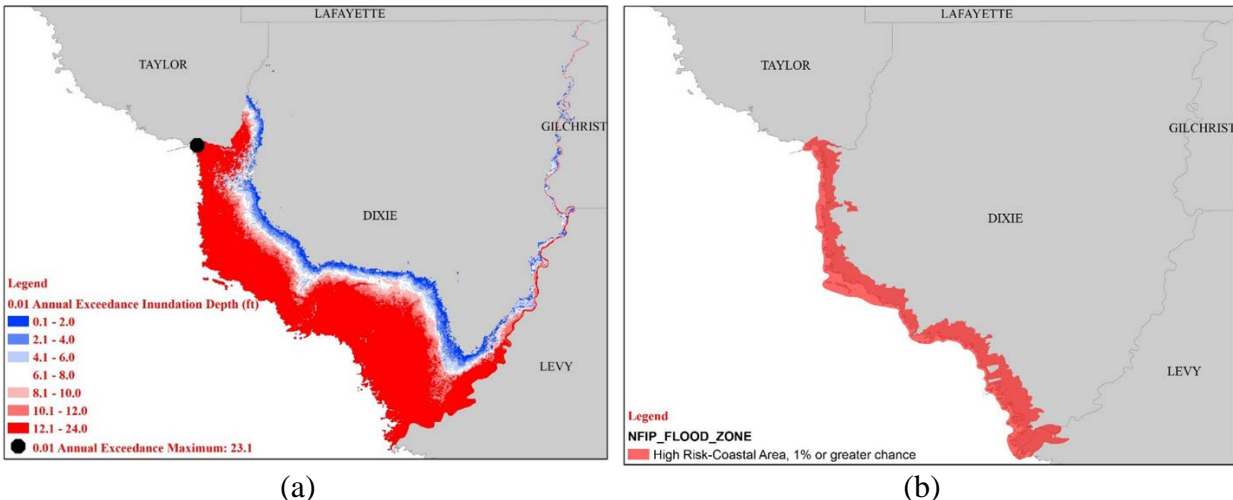 LAFAYETTE
TAYLOR
GILCHRIST
DIXIE
LEVY
Legend
0.01 Annual Exceedance Inundation Depth (ft)
0.1 - 2.0
2.1 - 4.0
4.1 - 6.0
6.1 - 8.0
8.1 - 10.0
10.1 - 12.0
12.1 - 24.0
0.01 Annual Exceedance Maximum: 23.1
(a)
LAFAYETTE
TAYLOR
GILCHRIST
DIXIE
LEVY
Legend
NFIP_FLOOD_ZONE
High Risk-Coastal Area, 1% or greater chance
(b)